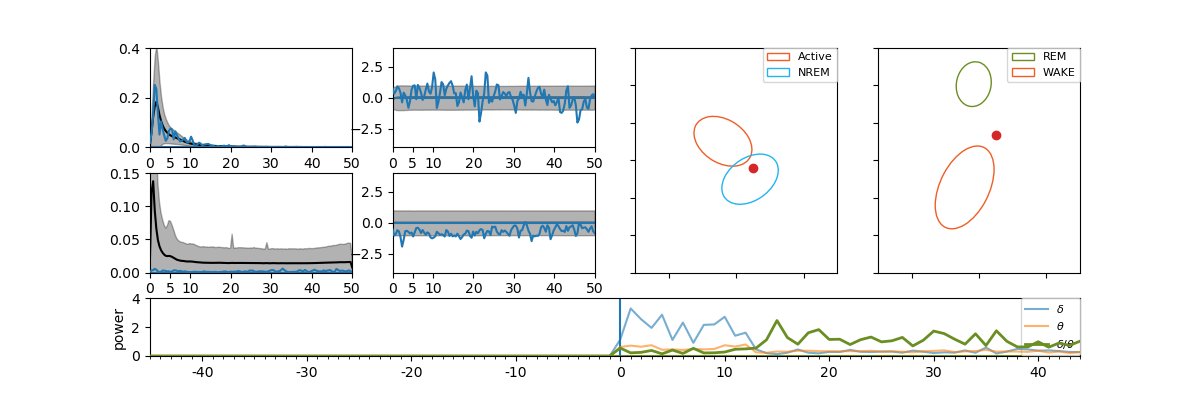 0.4
0.2
0.0
0 5 10 20 30 40 50
2.5
0.0
−2.5
0 5 10 20 30 40 50
Active
NREM
REM
WAKE
0.15
0.10
0.05
0.00
0 5 10 20 30 40 50
2.5
0.0
−2.5
0 5 10 20 30 40 50
power
4
2
0
-40 -30 -20 -10 0 10 20 30 40
δ
θ
δ/θ